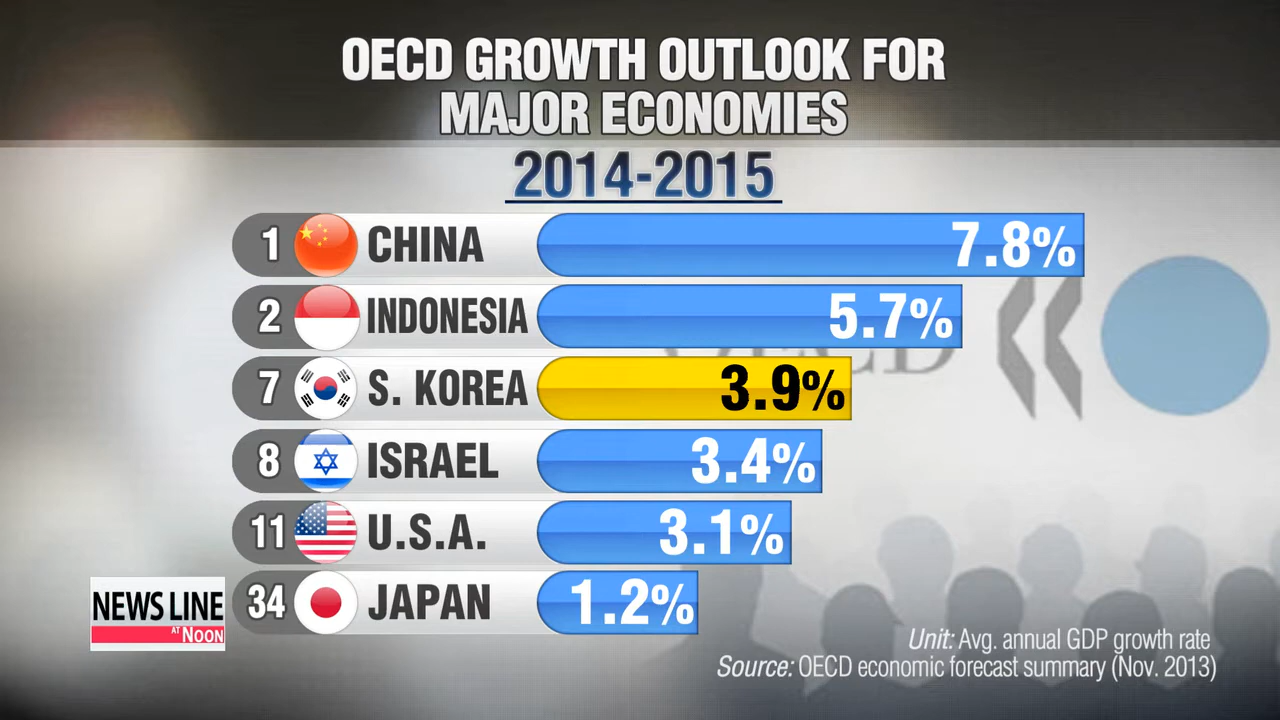 OECD GROWTH OUTLOOK FOR
MAJOR ECONOMIES
2014-2015
1 CHINA 7.8%
2 INDONESIA 5.7%
7 S. KOREA 3.9%
8 ISRAEL 3.4%
11 U.S.A. 3.1%
34 JAPAN 1.2%
OECD
NEWS LINE
AT NOON
Unit: Avg. annual GDP growth rate
Source: OECD economic forecast summary (Nov. 2013)